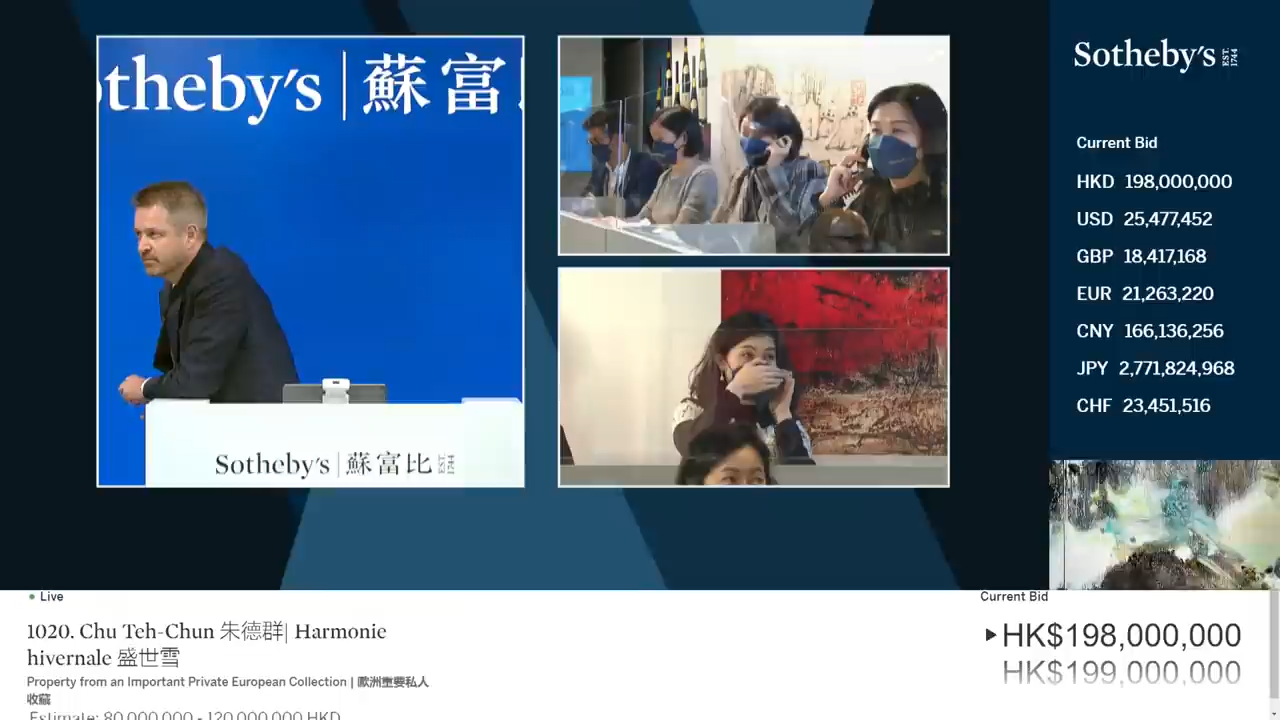 theby's 蘇富
Sotheby's 蘇富比
Sotheby's EST. 1744
Current Bid
HKD 198,000,000
USD 25,477,452
GBP 18,417,168
EUR 21,263,220
CNY 166,136,256
JPY 2,771,824,968
CHF 23,451,516
Live
1020. Chu Teh-Chun 朱德群| Harmonie
hivernale 盛世雪
Property from an Important Private European Collection | 歐洲重要私人
收藏
Estimate: 80,000,000 - 120,000,000 HKD
Current Bid
HK$198,000,000
HK$199,000,000